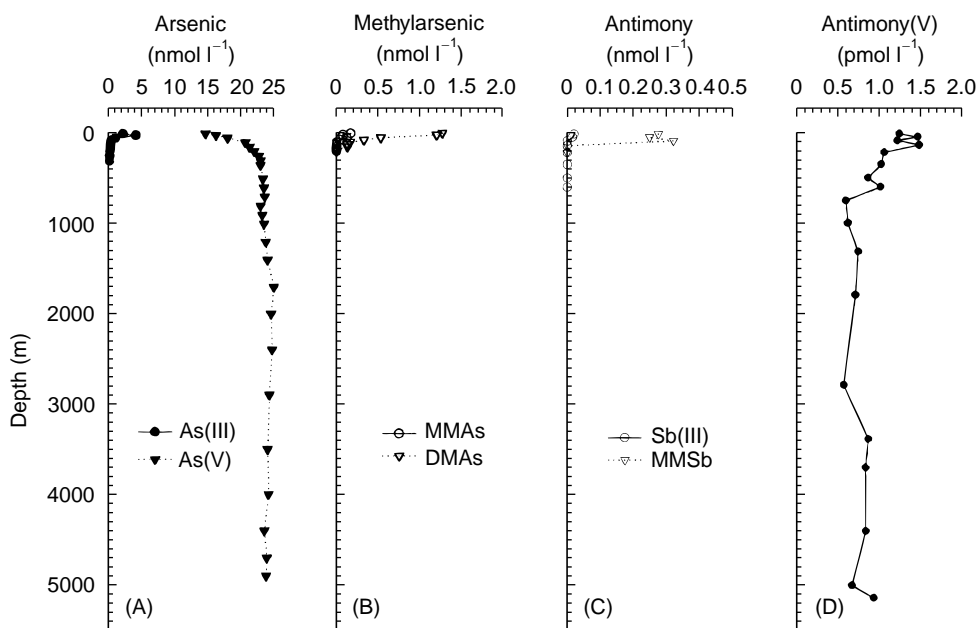 Arsenic
(nmol l⁻¹)
Methylarsenic
(nmol l⁻¹)
Antimony
(nmol l⁻¹)
Antimony(V)
(pmol l⁻¹)
0 5 10 15 20 25
0 0.5 1.0 1.5 2.0
0 0.1 0.2 0.3 0.4 0.5
0 0.5 1.0 1.5 2.0
0
1000
2000
3000
4000
5000
Depth (m)
As(III)
As(V)
(A)
MMAs
DMAs
(B)
Sb(III)
MMSb
(C)
(D)